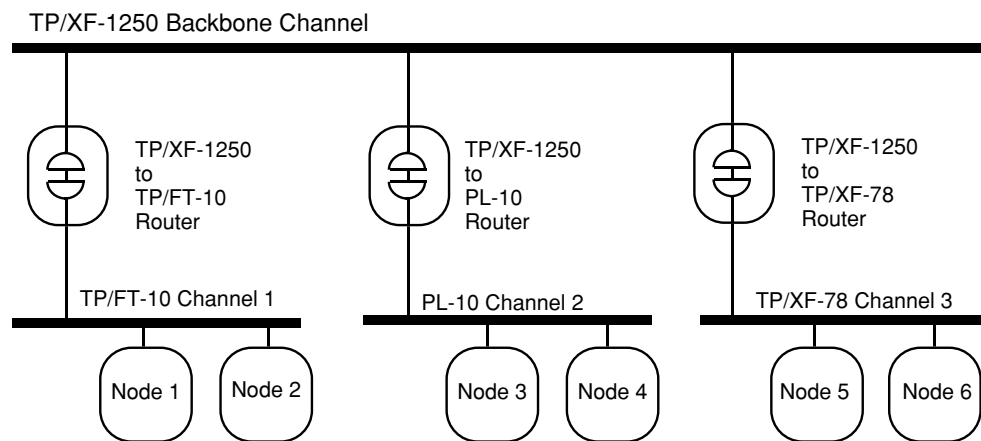 TP/XF-1250 Backbone Channel
TP/XF-1250
to
TP/FT-10
Router
TP/XF-1250
to
PL-10
Router
TP/XF-1250
to
TP/XF-78
Router
TP/FT-10 Channel 1
PL-10 Channel 2
TP/XF-78 Channel 3
Node 1
Node 2
Node 3
Node 4
Node 5
Node 6